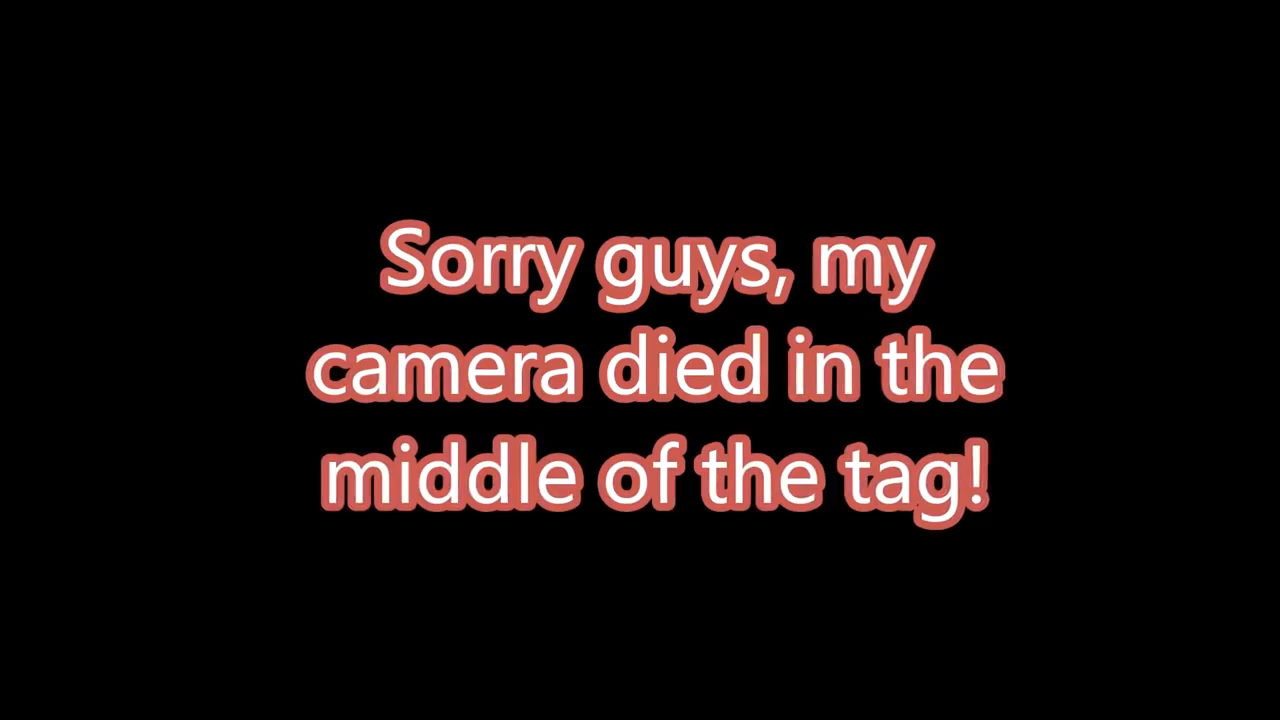 Sorry guys, my
camera died in the
middle of the tag!